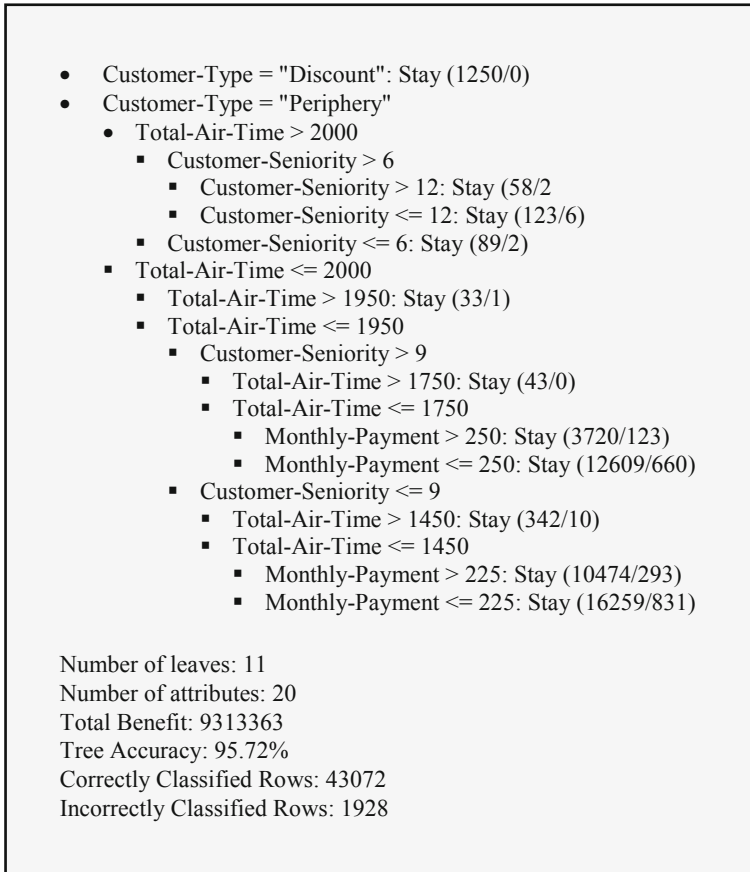 • Customer-Type = "Discount": Stay (1250/0)
• Customer-Type = "Periphery"
• Total-Air-Time > 2000
▪ Customer-Seniority > 6
▪ Customer-Seniority > 12: Stay (58/2
▪ Customer-Seniority <= 12: Stay (123/6)
▪ Customer-Seniority <= 6: Stay (89/2)
▪ Total-Air-Time <= 2000
▪ Total-Air-Time > 1950: Stay (33/1)
▪ Total-Air-Time <= 1950
▪ Customer-Seniority > 9
▪ Total-Air-Time > 1750: Stay (43/0)
▪ Total-Air-Time <= 1750
▪ Monthly-Payment > 250: Stay (3720/123)
▪ Monthly-Payment <= 250: Stay (12609/660)
▪ Customer-Seniority <= 9
▪ Total-Air-Time > 1450: Stay (342/10)
▪ Total-Air-Time <= 1450
▪ Monthly-Payment > 225: Stay (10474/293)
▪ Monthly-Payment <= 225: Stay (16259/831)
Number of leaves: 11
Number of attributes: 20
Total Benefit: 9313363
Tree Accuracy: 95.72%
Correctly Classified Rows: 43072
Incorrectly Classified Rows: 1928